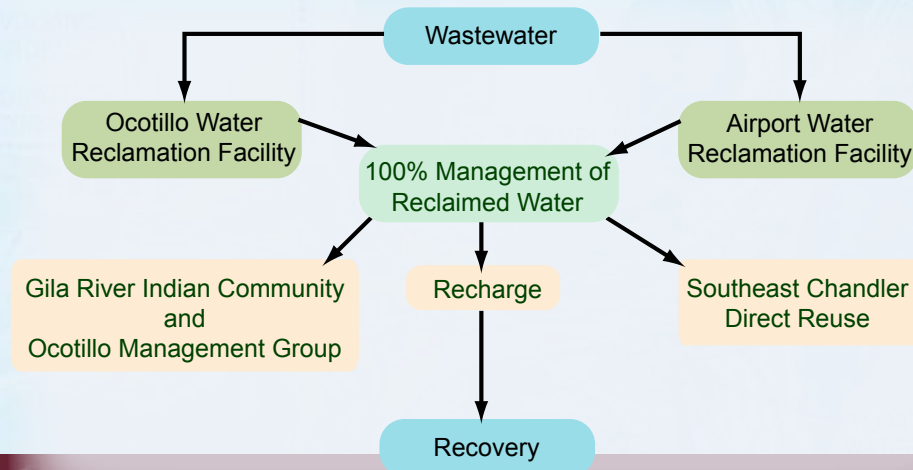 Wastewater
Ocotillo Water
Reclamation Facility
Airport Water
Reclamation Facility
100% Management of
Reclaimed Water
Gila River Indian Community
and
Ocotillo Management Group
Recharge
Southeast Chandler
Direct Reuse
Recovery